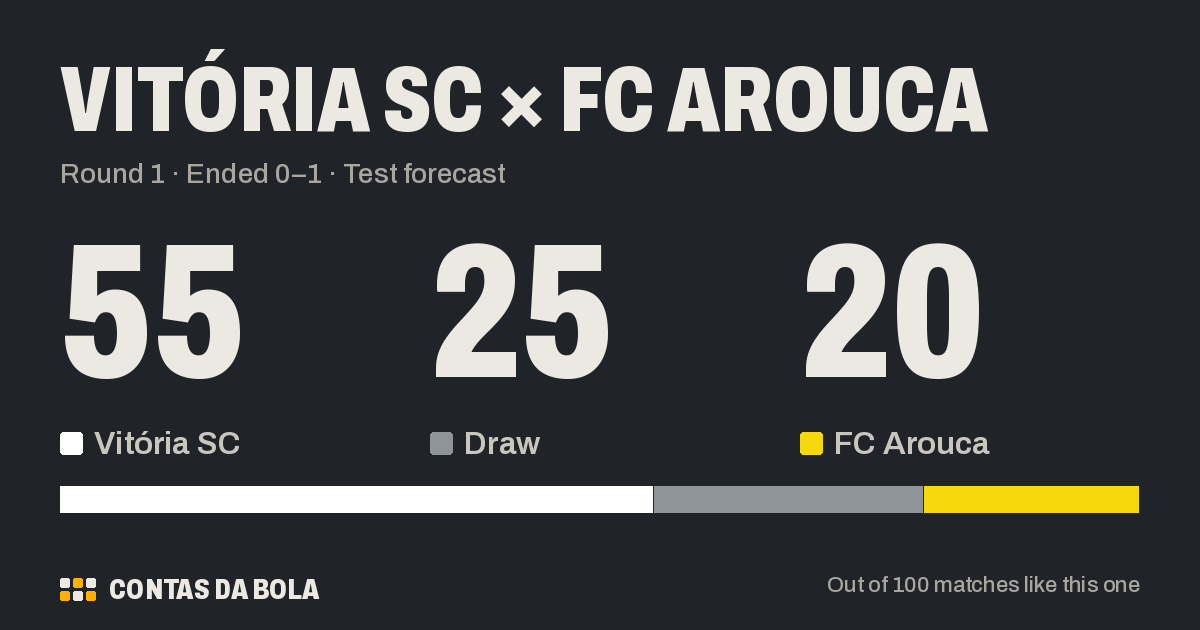 VITÓRIA SC × FC AROUCA
Round 1 · Ended 0–1 · Test forecast
55 25 20
Vitória SC Draw FC Arouca
CONTAS DA BOLA
Out of 100 matches like this one